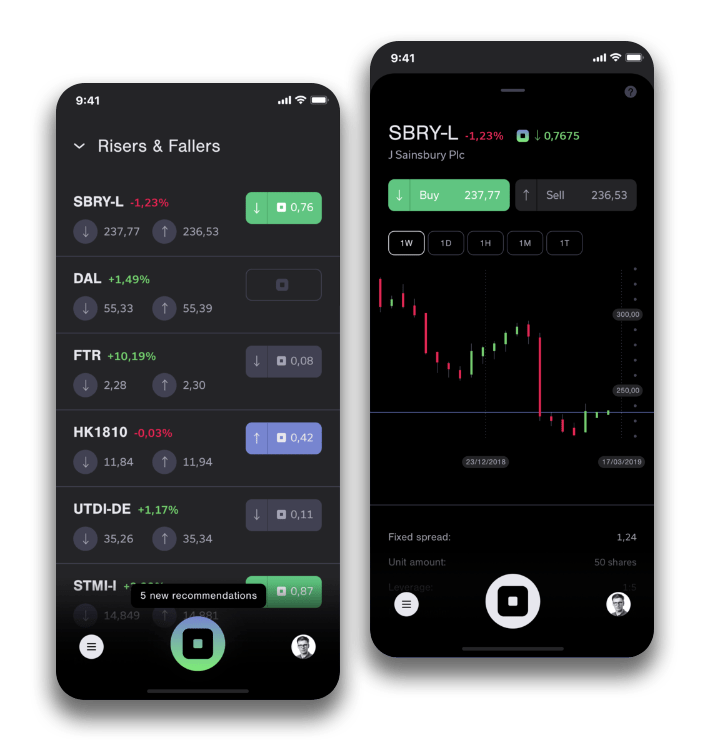 9:41
Risers & Fallers
SBRY-L -1,23%
↓ 0,76
↓ 237,77 ↑ 236,53
DAL +1,49%
↓ 55,33 ↑ 55,39
FTR +10,19%
↓ 0,08
↓ 2,28 ↑ 2,30
HK1810 -0,03%
↑ 0,42
↓ 11,84 ↑ 11,94
UTDI-DE +1,17%
↓ 0,11
↓ 35,26 ↑ 35,34
STMI-I
0,87
5 new recommendations
↓ 14,849 ↑ 14,881
9:41
?
SBRY-L -1,23% ↓ 0,7675
J Sainsbury Plc
↓ Buy 237,77 ↑ Sell 236,53
1W 1D 1H 1M 1T
300,00
250,00
23/12/2018 17/03/2019
Fixed spread: 1,24
Unit amount: 50 shares
Leverage: 1-5